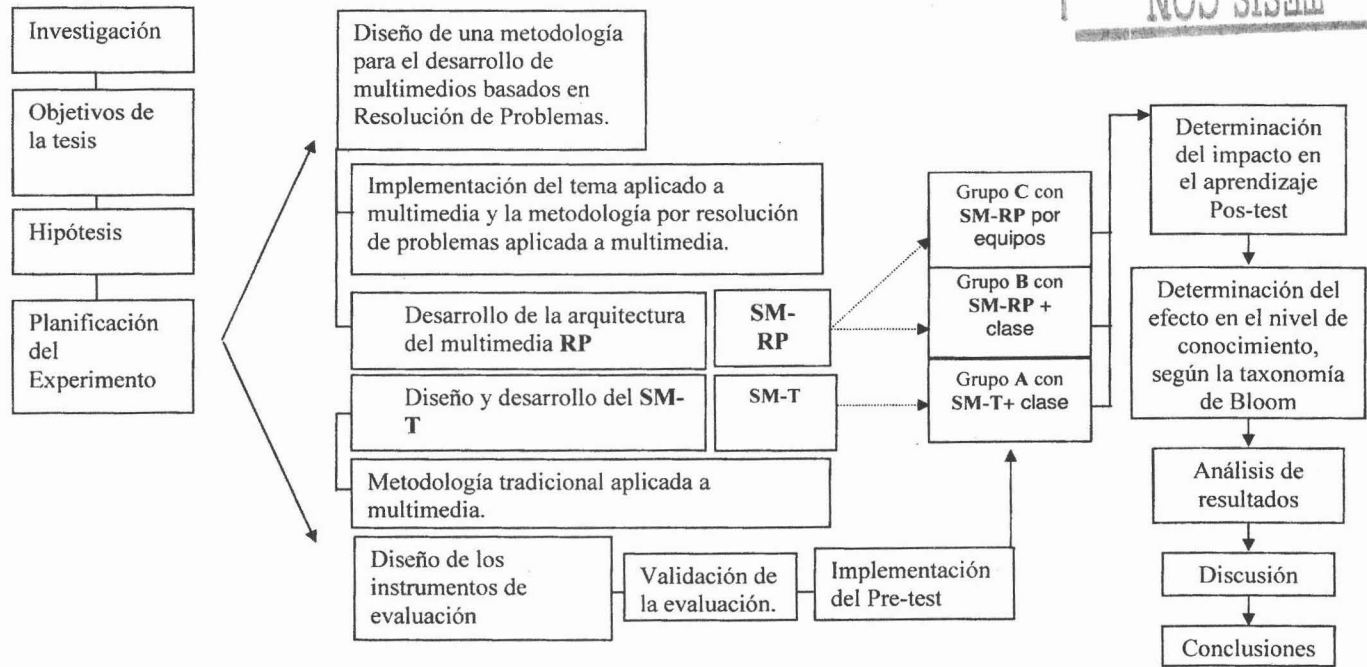 Investigación
Objetivos de
la tesis
Hipótesis
Planificación
del
Experimento
Diseño de una metodología
para el desarrollo de
multimedios basados en
Resolución de Problemas.
Implementación del tema aplicado a
multimedia y la metodología por resolución
de problemas aplicada a multimedia.
Desarrollo de la arquitectura
del multimedia RP
SM-
RP
Diseño y desarrollo del SM-
T
SM-T
Metodología tradicional aplicada a
multimedia.
Diseño de los
instrumentos de
evaluación
Validación de
la evaluación.
Implementación
del Pre-test
Grupo C con
SM-RP por
equipos
Grupo B con
SM-RP +
clase
Grupo A con
SM-T+ clase
Determinación
del impacto en
el aprendizaje
Pos-test
Determinación del
efecto en el nivel de
conocimiento,
según la taxonomía
de Bloom
Análisis de
resultados
Discusión
Conclusiones